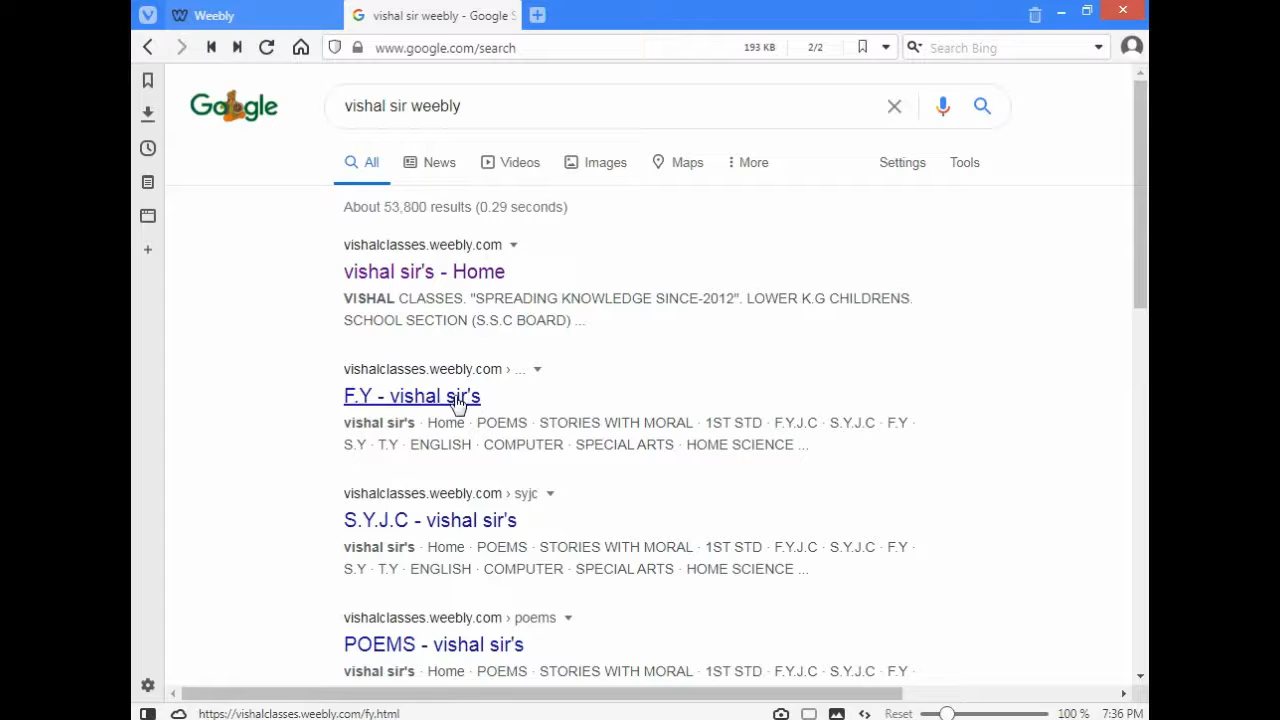 Weebly
vishal sir weebly - Google S
www.google.com/search
193 KB
2/2
Search Bing
Google
vishal sir weebly
All
News
Videos
Images
Maps
More
Settings
Tools
About 53,800 results (0.29 seconds)
vishalclasses.weebly.com
vishal sir's - Home
VISHAL CLASSES. "SPREADING KNOWLEDGE SINCE-2012". LOWER K.G CHILDRENS.
SCHOOL SECTION (S.S.C BOARD) ...
vishalclasses.weebly.com › ...
F.Y - vishal sir's
vishal sir's · Home · POEMS · STORIES WITH MORAL · 1ST STD · F.Y.J.C · S.Y.J.C · F.Y ·
S.Y · T.Y · ENGLISH · COMPUTER · SPECIAL ARTS · HOME SCIENCE ...
vishalclasses.weebly.com › syjc
S.Y.J.C - vishal sir's
vishal sir's · Home · POEMS · STORIES WITH MORAL · 1ST STD · F.Y.J.C · S.Y.J.C · F.Y ·
S.Y · T.Y · ENGLISH · COMPUTER · SPECIAL ARTS · HOME SCIENCE ...
vishalclasses.weebly.com › poems
POEMS - vishal sir's
vishal sir's · Home · POEMS · STORIES WITH MORAL · 1ST STD · F.Y.J.C · S.Y.J.C · F.Y ·
https://vishalclasses.weebly.com/fy.html
Reset
100 %
7:36 PM